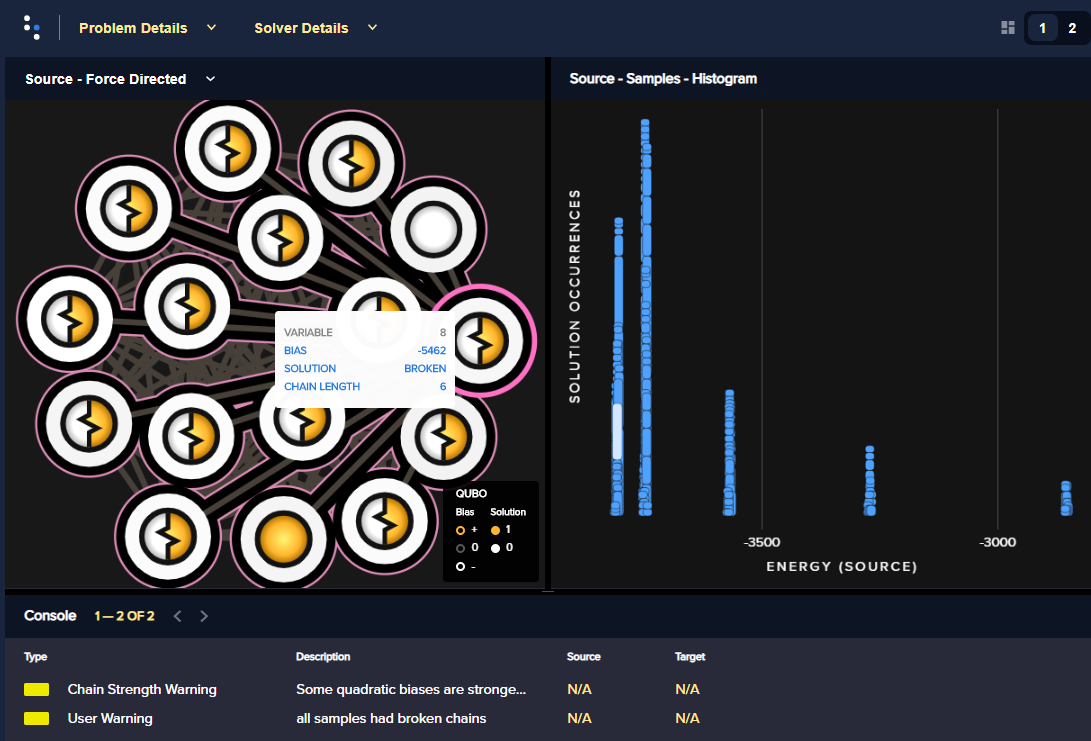 Problem Details
Solver Details
1 2
Source - Force Directed
Source - Samples - Histogram
VARIABLE 8
BIAS -5462
SOLUTION BROKEN
CHAIN LENGTH 6
QUBO
Bias Solution
+ 1
0 0
-
SOLUTION OCCURRENCES
-3500 -3000
ENERGY (SOURCE)
Console 1 — 2 OF 2
Type Description Source Target
Chain Strength Warning Some quadratic biases are stronge... N/A N/A
User Warning all samples had broken chains N/A N/A